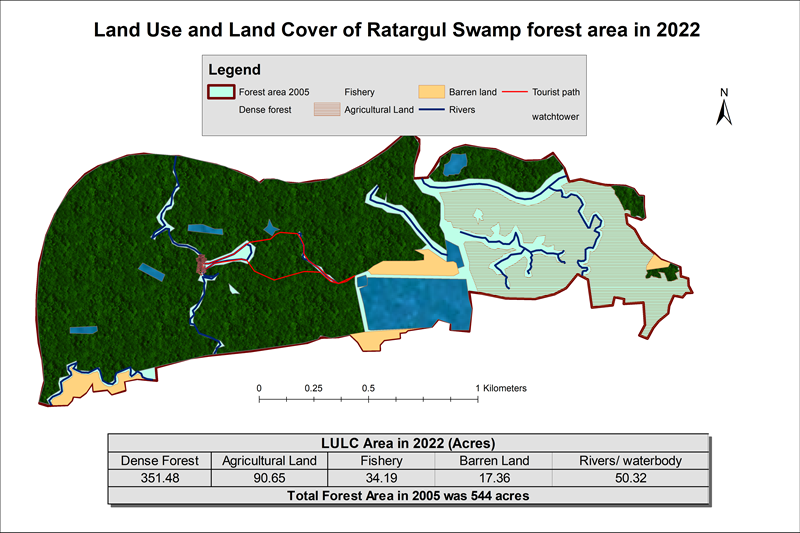 Land Use and Land Cover of Ratargul Swamp forest area in 2022
Legend
Forest area 2005 Fishery Barren land Tourist path
Dense forest Agricultural Land Rivers watchtower
N
0 0.25 0.5 1 Kilometers
LULC Area in 2022 (Acres)
Dense Forest Agricultural Land Fishery Barren Land Rivers/ waterbody
351.48 90.65 34.19 17.36 50.32
Total Forest Area in 2005 was 544 acres